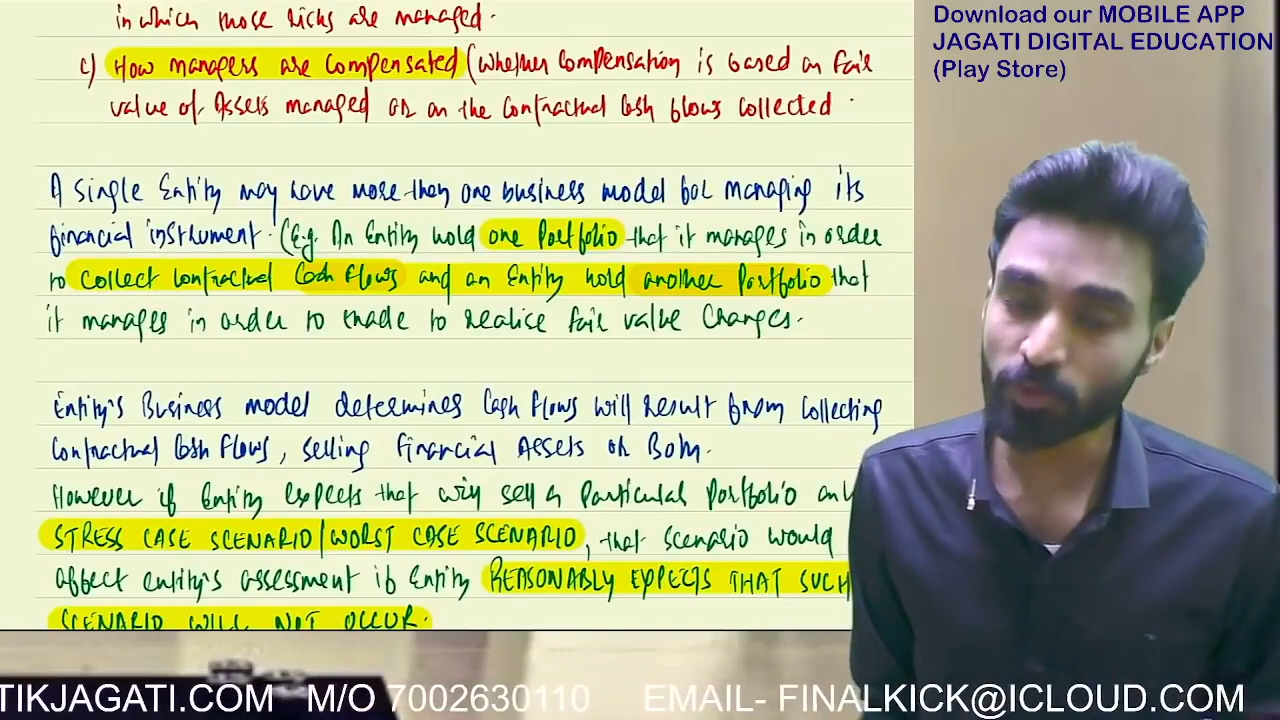 in which those risks are managed.
c) How managers are compensated (whether compensation is based on fair
value of Assets managed or on the contractual cash flows collected.
A single Entity may have more then one business model for managing its
financial instrument. (E.g. An Entity hold one Portfolio that it manages in order
to collect contractual cash flows and an Entity hold another Portfolio that
it manages in order to trade to realise fair value changes.
Entity's Business model determines cash flows will result from collecting
contractual cash flows, selling Financial Assets or Both.
However if Entity expects that will sell a Particular Portfolio
STRESS CASE SCENARIO/WORST CASE SCENARIO, that scenario would
affect entity's assessment if Entity REASONABLY EXPECTS THAT SUCH
SCENARIO WILL NOT OCCUR.
Download our MOBILE APP
JAGATI DIGITAL EDUCATION
(Play Store)
TIKJAGATI.COM M/O 7002630110 EMAIL- FINALKICK@ICLOUD.COM